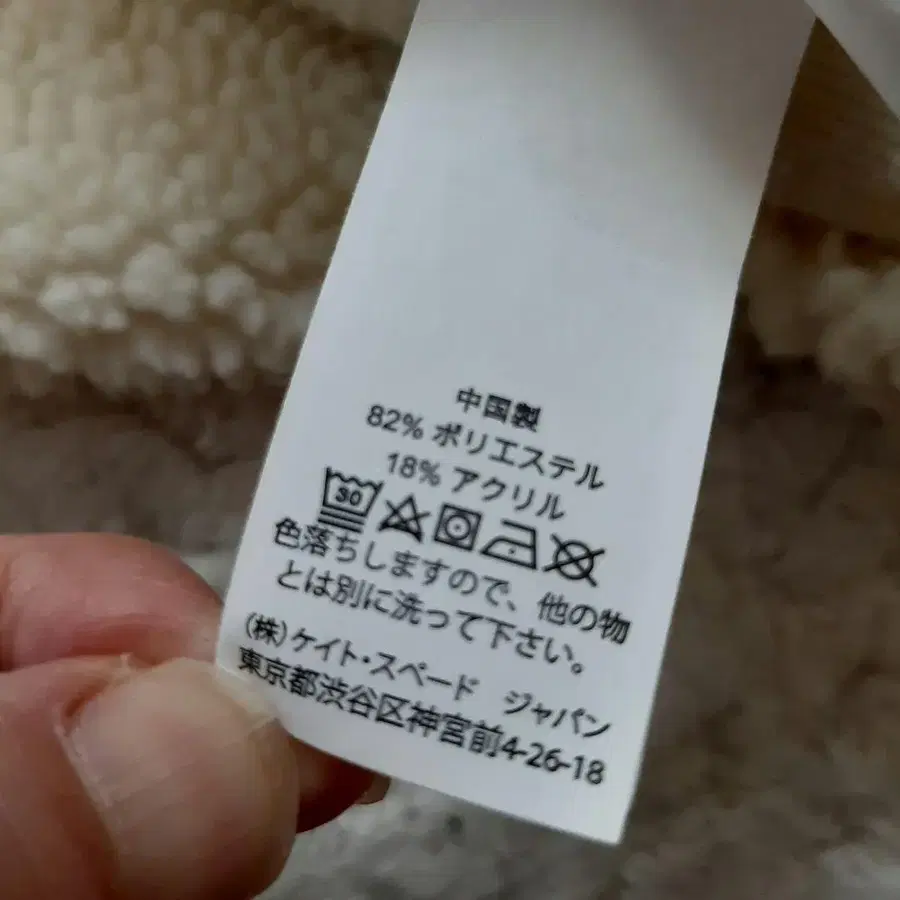 中国製
82% ポリエステル
18% アクリル
30
色落ちしますので、他の物
とは別に洗って下さい。
(株)ケイト・スペード ジャパン
東京都渋谷区神宮前4-26-18